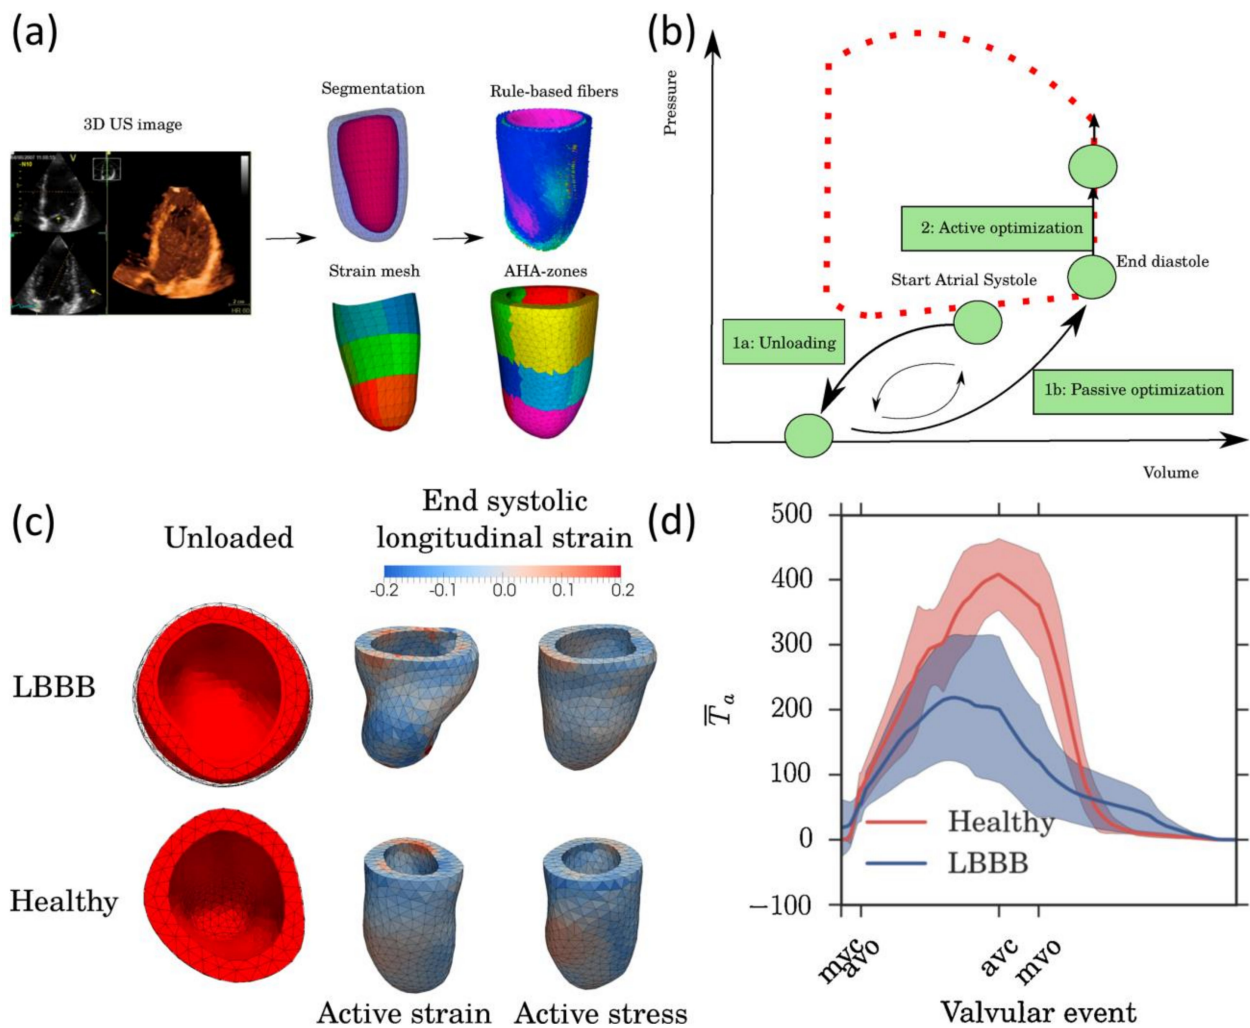 (a)
3D US image
Segmentation
Rule-based fibers
Strain mesh
AHA-zones
V
(b)
Pressure
2: Active optimization
End diastole
Start Atrial Systole
1a: Unloading
1b: Passive optimization
Volume
(c)
Unloaded
End systolic
longitudinal strain
-0.2 -0.1 0.0 0.1 0.2
LBBB
Healthy
Active strain Active stress
(d)
500
400
300
200
100
0
−100
T̿a
Healthy
LBBB
mvc
avo
avc
mvo
Valvular event